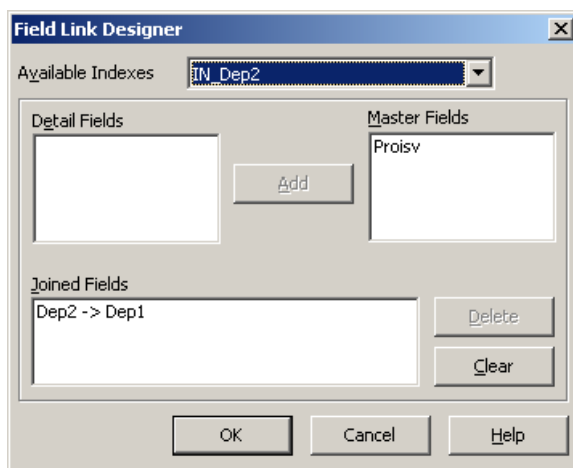 Field Link Designer
Available Indexes IN_Dep2
Detail Fields Master Fields
Proisv
Add
Joined Fields
Dep2 -> Dep1
Delete
Clear
OK Cancel Help